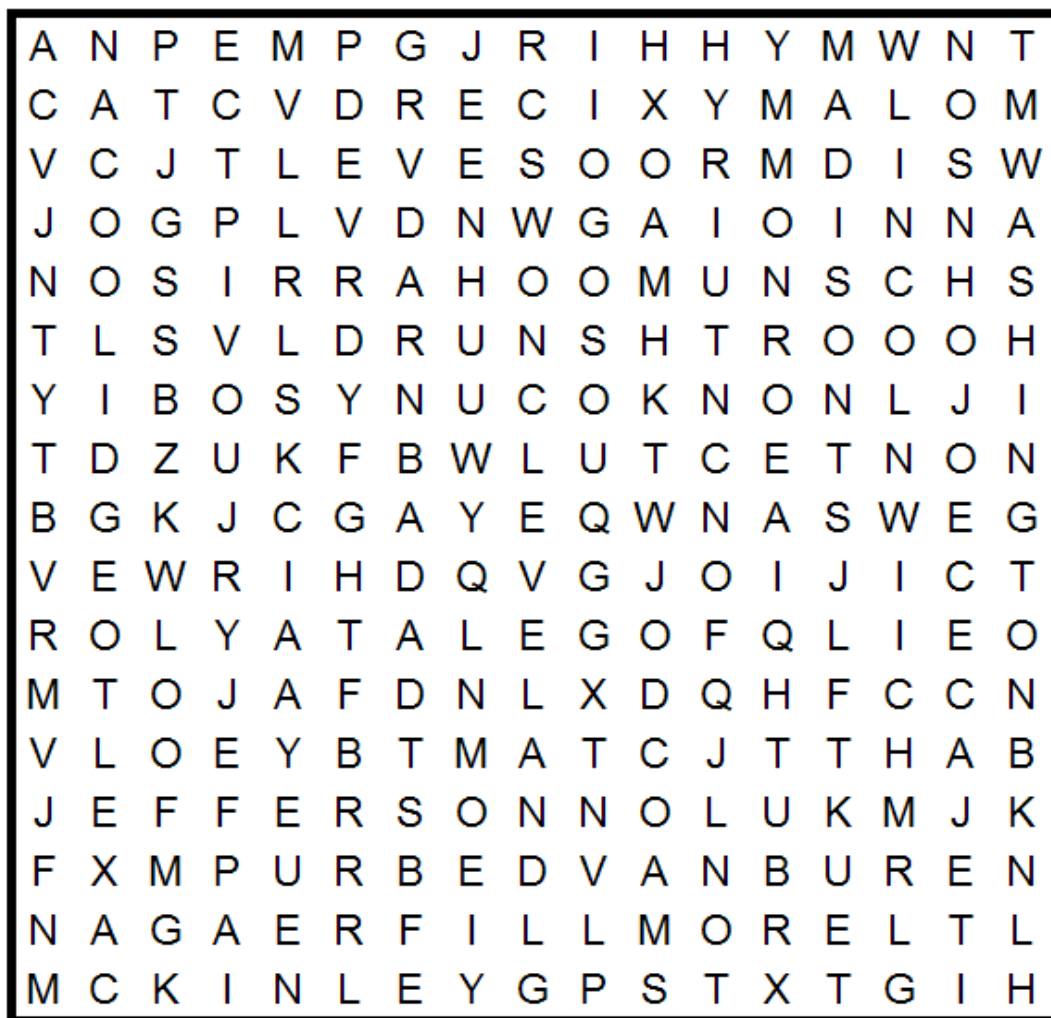 A N P E M P G J R I H H Y M W N T
C A T C V D R E C I X Y M A L O M
V C J T L E V E S O O R M D I S W
J O G P L V D N W G A I O I N N A
N O S I R R A H O O M U N S C H S
T L S V L D R U N S H T R O O O H
Y I B O S Y N U C O K N O N L J I
T D Z U K F B W L U T C E T N O N
B G K J C G A Y E Q W N A S W E G
V E W R I H D Q V G J O I J I C T
R O L Y A T A L E G O F Q L I E O
M T O J A F D N L X D Q H F C C N
V L O E Y B T M A T C J T T H A B
J E F F E R S O N N O L U K M J K
F X M P U R B E D V A N B U R E N
N A G A E R F I L L M O R E L T L
M C K I N L E Y G P S T X T G I H